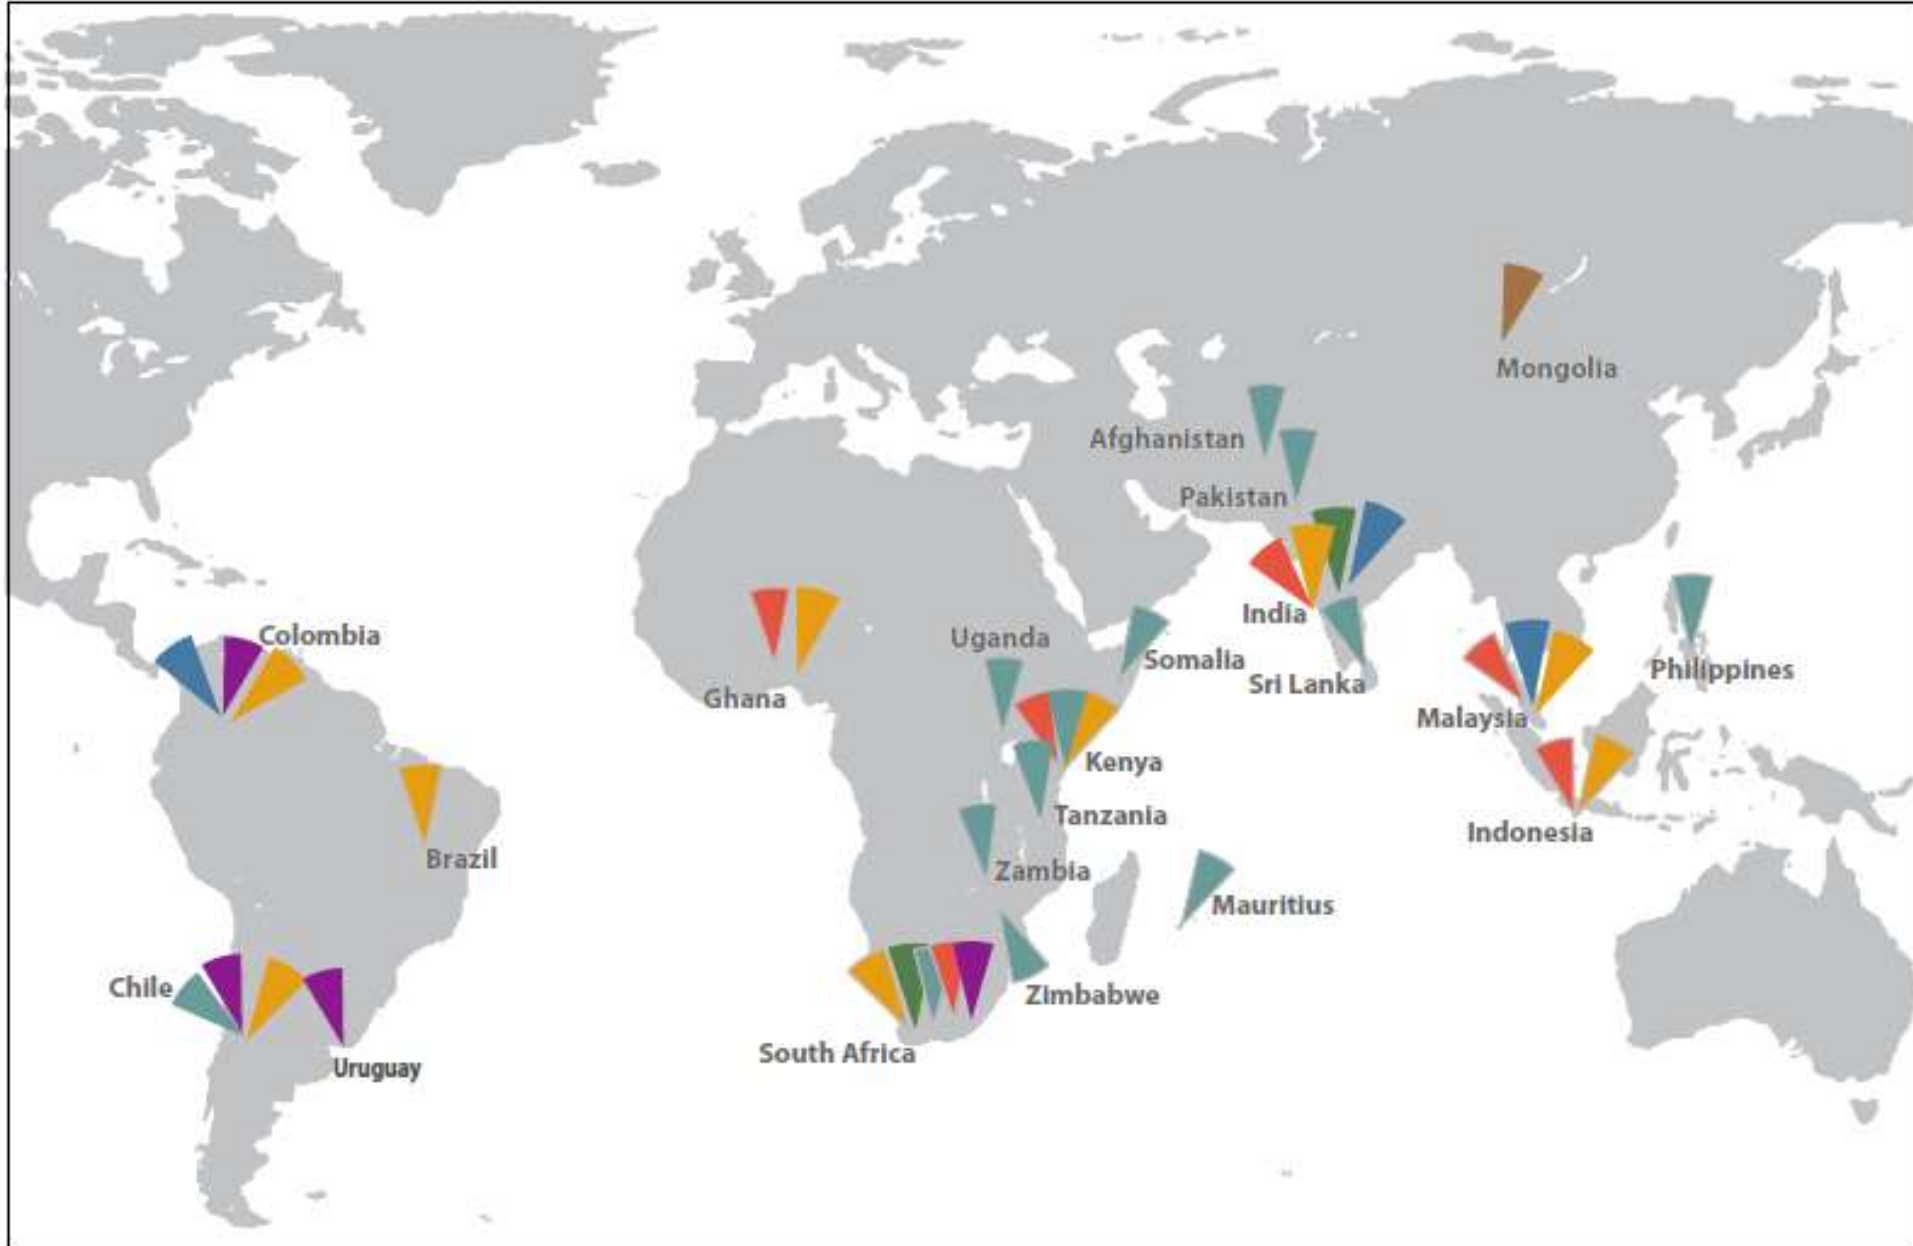 Mongolia
Afghanistan
Pakistan
India
Colombia
Uganda
Somalia
Sri Lanka
Philippines
Ghana
Malaysia
Kenya
Tanzania
Indonesia
Brazil
Zambia
Mauritius
Chile
Zimbabwe
South Africa
Uruguay